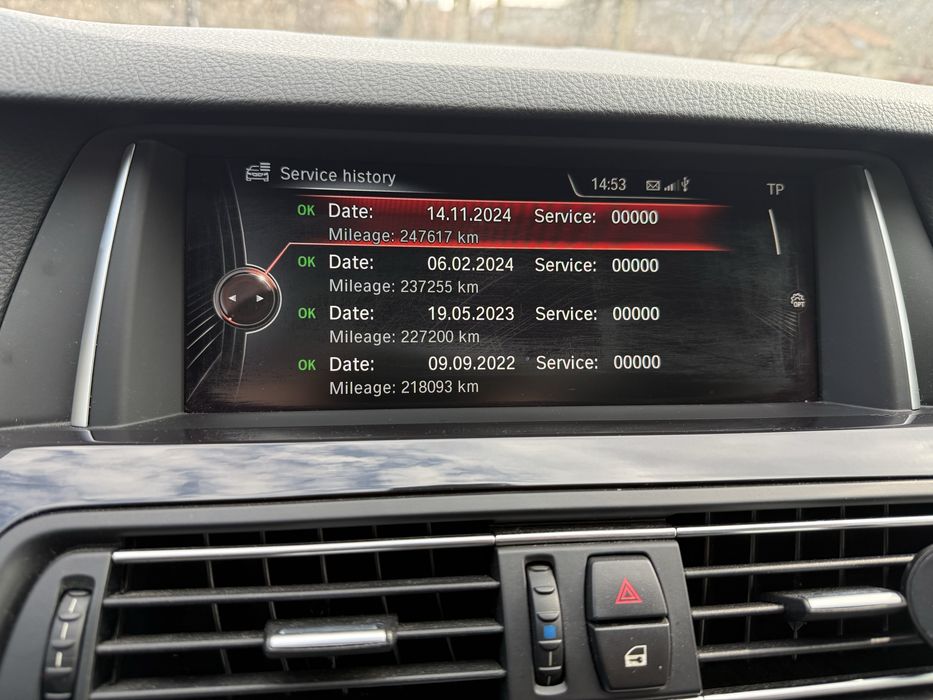 Service history
14:53
TP
OK Date: 14.11.2024 Service: 00000
Mileage: 247617 km
OK Date: 06.02.2024 Service: 00000
Mileage: 237255 km
OK Date: 19.05.2023 Service: 00000
Mileage: 227200 km
OPT
OK Date: 09.09.2022 Service: 00000
Mileage: 218093 km